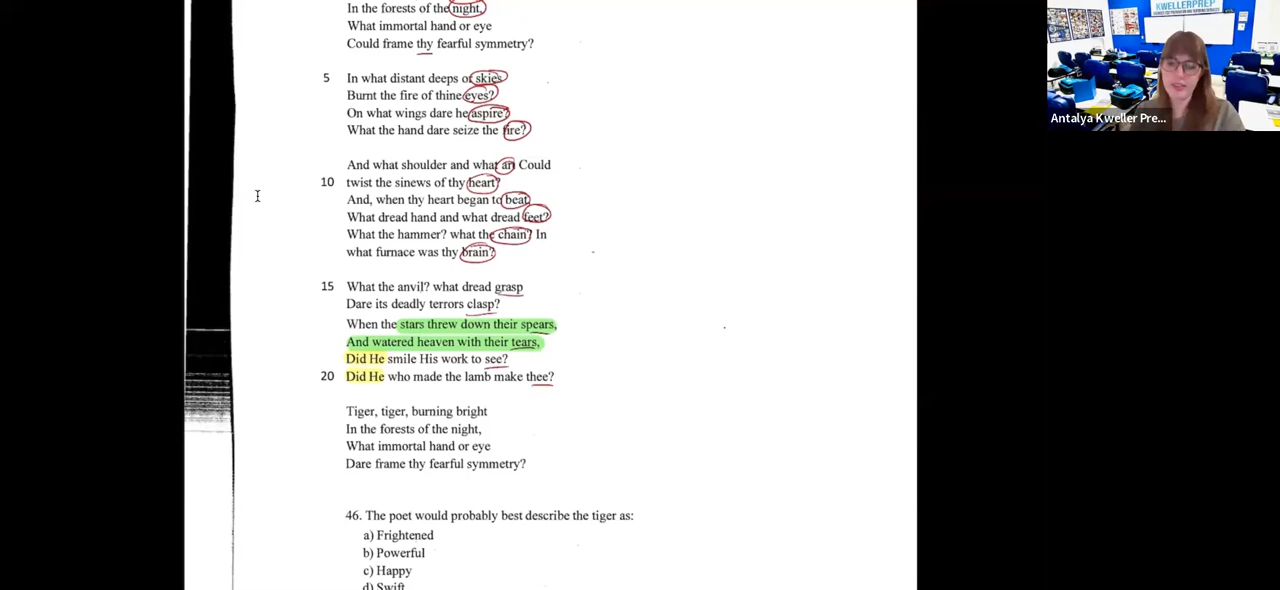 In the forests of the night,
What immortal hand or eye
Could frame thy fearful symmetry?
5 In what distant deeps or skies
Burnt the fire of thine eyes?
On what wings dare he aspire?
What the hand dare seize the fire?
And what shoulder and what art Could
10 twist the sinews of thy heart?
And, when thy heart began to beat,
What dread hand and what dread feet?
What the hammer? what the chain? In
what furnace was thy brain?
15 What the anvil? what dread grasp
Dare its deadly terrors clasp?
When the stars threw down their spears,
And watered heaven with their tears,
Did He smile His work to see?
20 Did He who made the lamb make thee?
Tiger, tiger, burning bright
In the forests of the night,
What immortal hand or eye
Dare frame thy fearful symmetry?
46. The poet would probably best describe the tiger as:
a) Frightened
b) Powerful
c) Happy
d) Swift
KWELLERPREP
Antalya Kweller Pre...